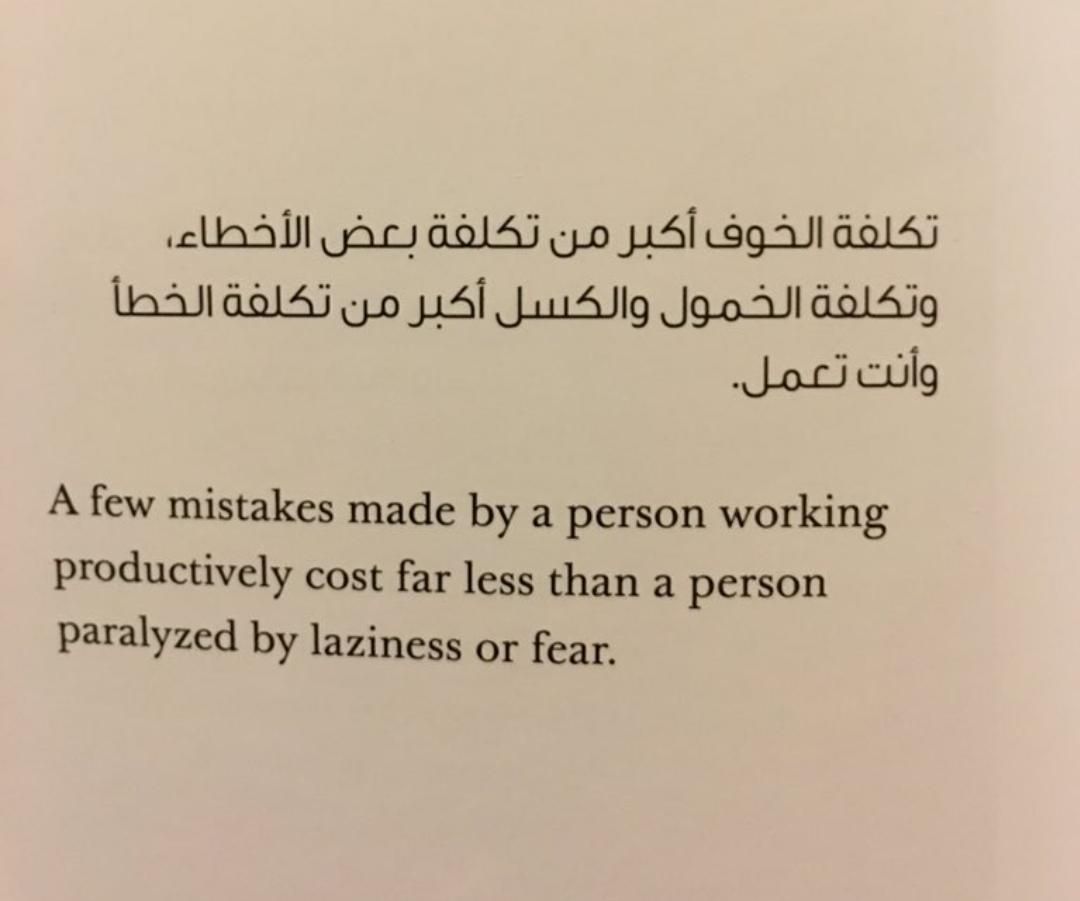 تكلفة الخوف أكبر من تكلفة بعض الأخطاء،
وتكلفة الخمول والكسل أكبر من تكلفة الخطأ
وأنت تعمل.
A few mistakes made by a person working
productively cost far less than a person
paralyzed by laziness or fear.